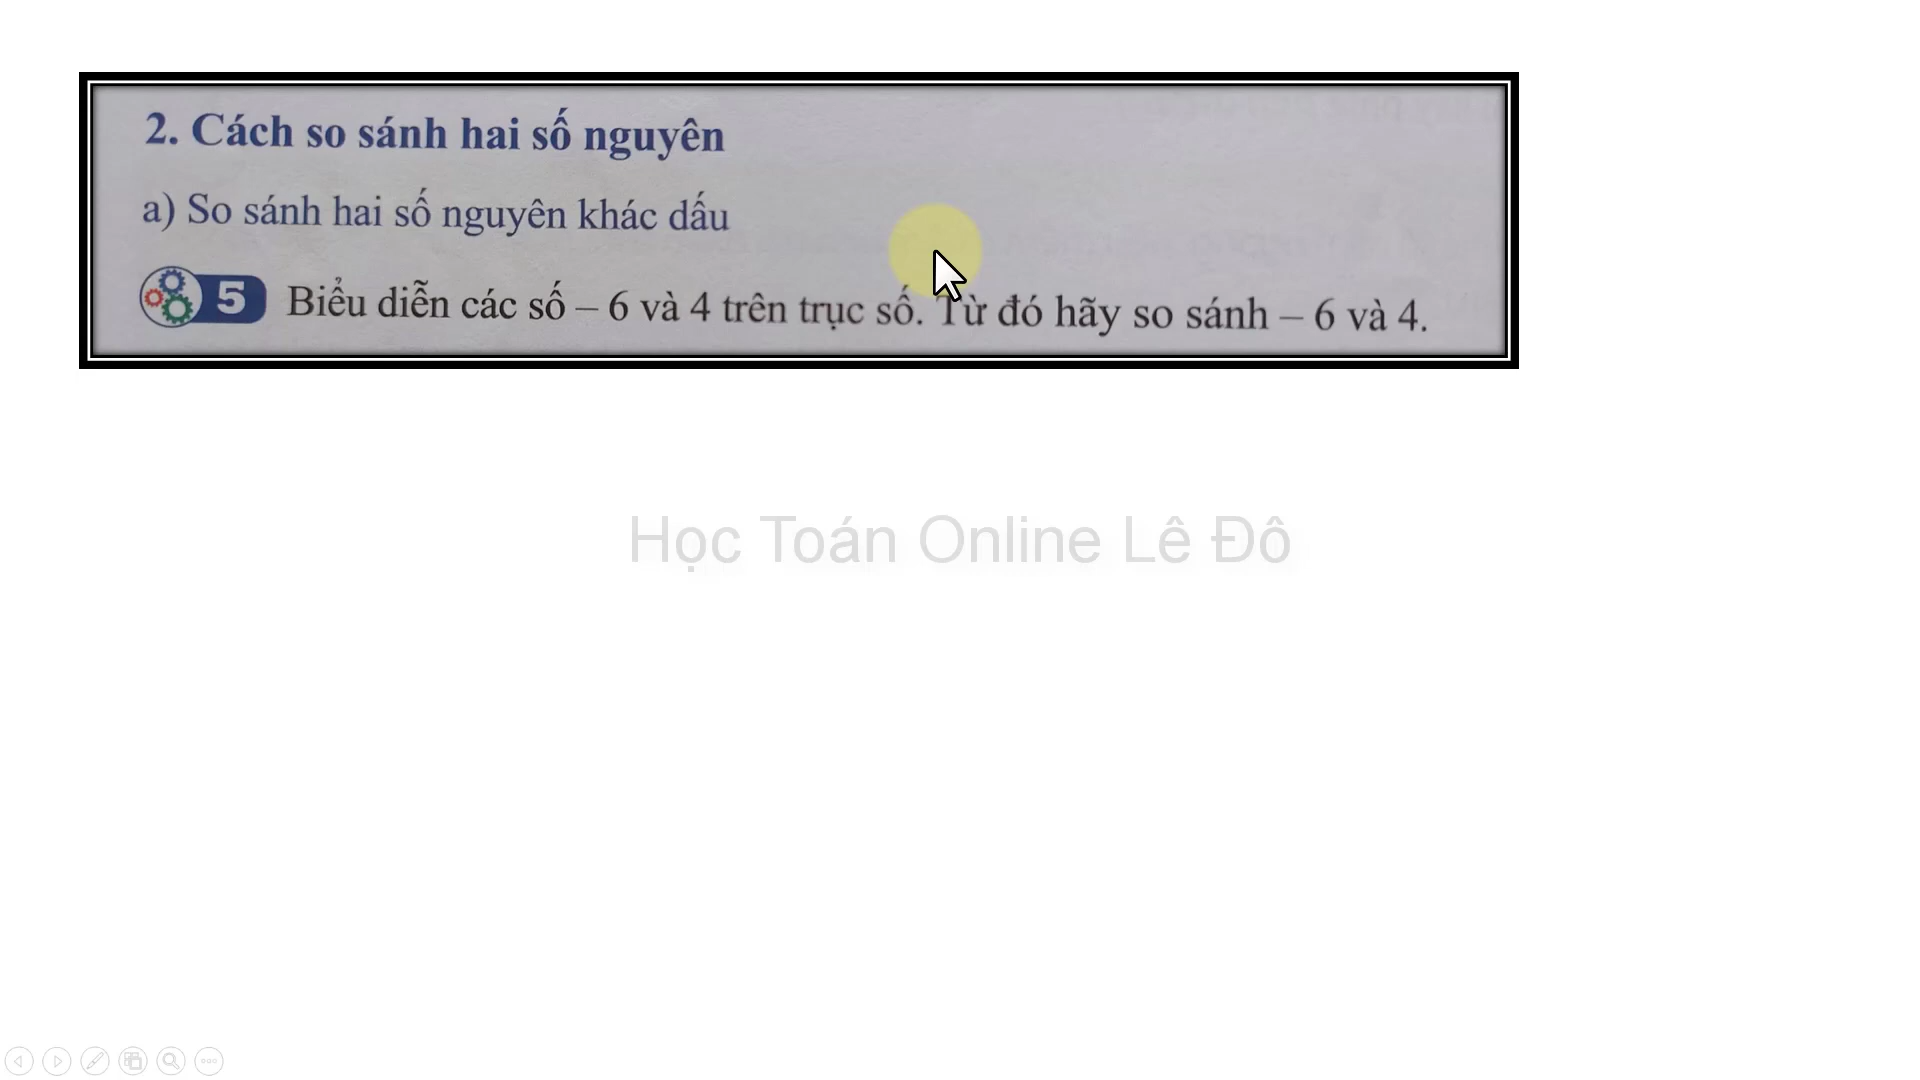 2. Cách so sánh hai số nguyên
a) So sánh hai số nguyên khác dấu
5 Biểu diễn các số – 6 và 4 trên trục số. Từ đó hãy so sánh – 6 và 4.
Học Toán Online Lê Đô